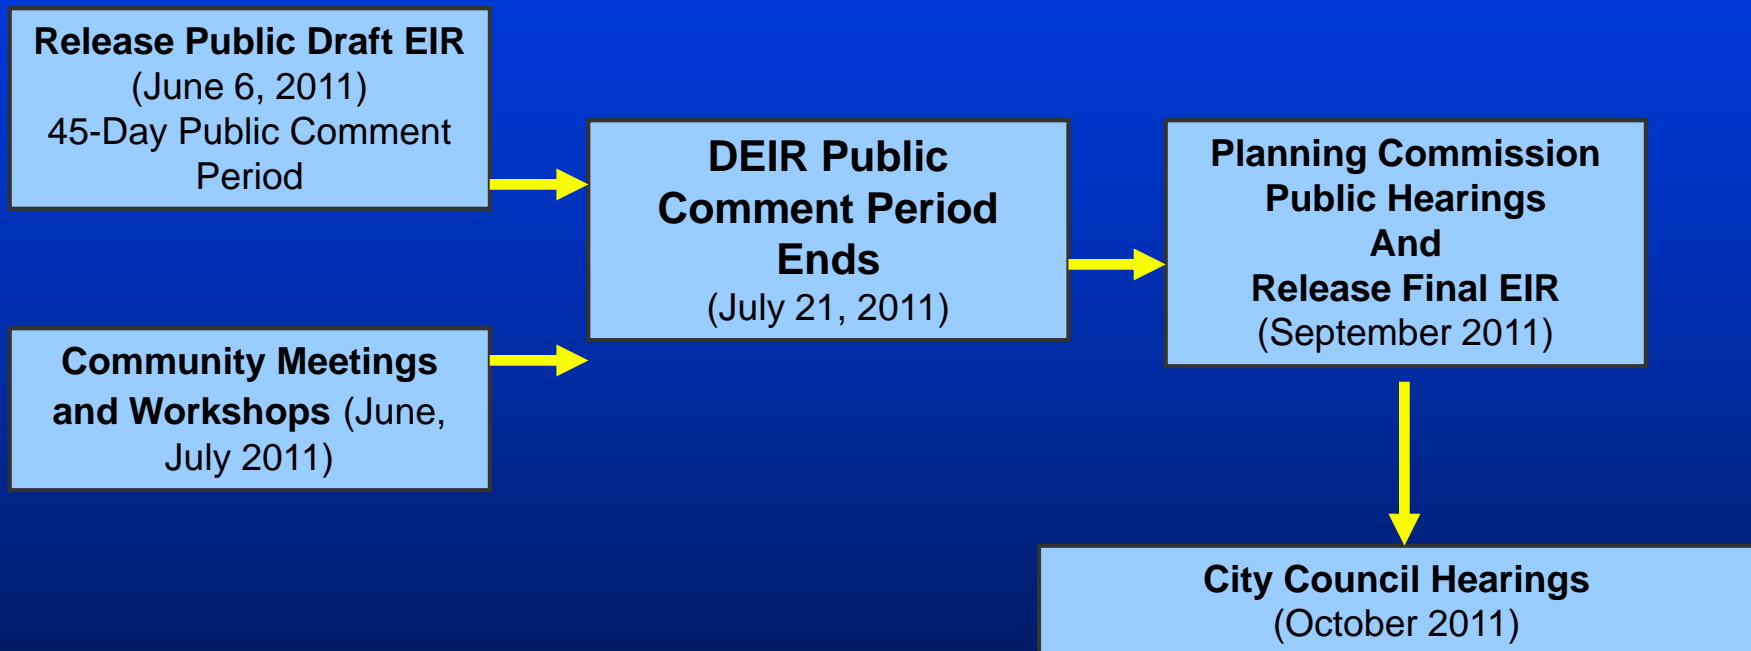 Release Public Draft EIR
(June 6, 2011)
45-Day Public Comment
Period
Community Meetings
and Workshops (June,
July 2011)
DEIR Public
Comment Period
Ends
(July 21, 2011)
Planning Commission
Public Hearings
And
Release Final EIR
(September 2011)
City Council Hearings
(October 2011)